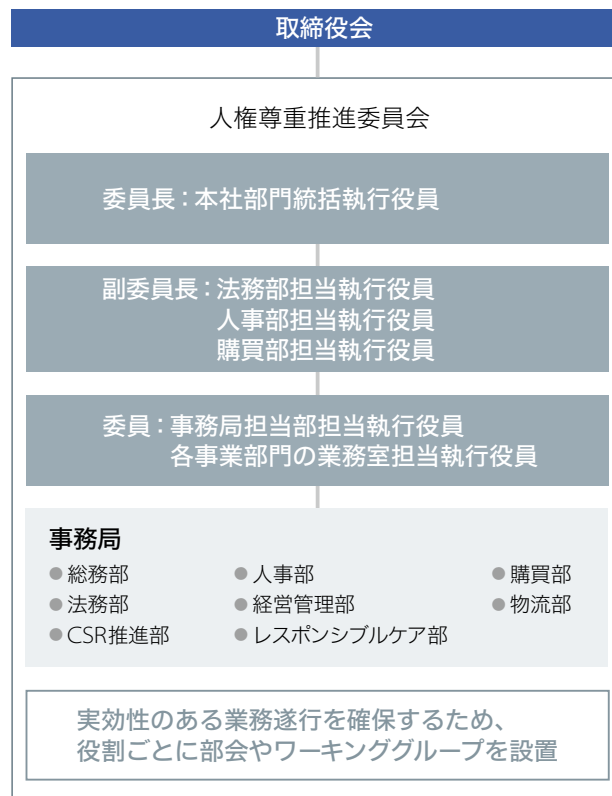 取締役会
人権尊重推進委員会
委員長：本社部門統括執行役員
副委員長：法務部担当執行役員
人事部担当執行役員
購買部担当執行役員
委員：事務局担当部担当執行役員
各事業部門の業務室担当執行役員
事務局
●総務部 ●人事部 ●購買部
●法務部 ●経営管理部 ●物流部
●CSR推進部 ●レスポンシブルケア部
実効性のある業務遂行を確保するため、
役割ごとに部会やワーキンググループを設置